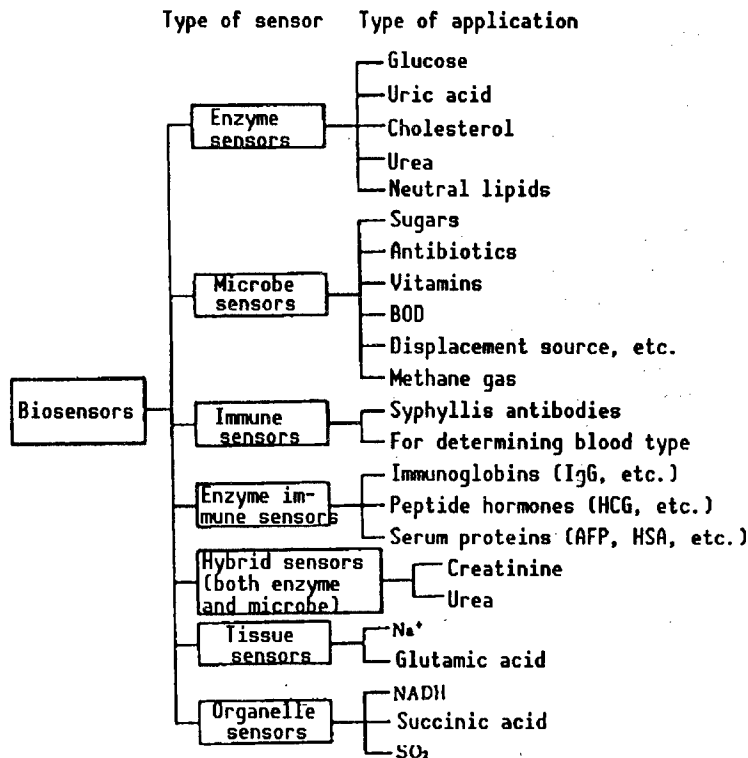 Type of sensor Type of application
Glucose
Uric acid
Enzyme
sensors
Cholesterol
Urea
Neutral lipids
Sugars
Antibiotics
Microbe
sensors
Vitamins
BOD
Displacement source, etc.
Methane gas
Biosensors
Immune
sensors
Syphyllis antibodies
For determining blood type
Immunoglobins (IgG, etc.)
Enzyme im-
mune sensors
Peptide hormones (HCG, etc.)
Serum proteins (AFP, HSA, etc.)
Hybrid sensors
(both enzyme
and microbe)
Creatinine
Urea
Tissue
sensors
Na⁺
Glutamic acid
NADH
Organelle
sensors
Succinic acid
SO₂